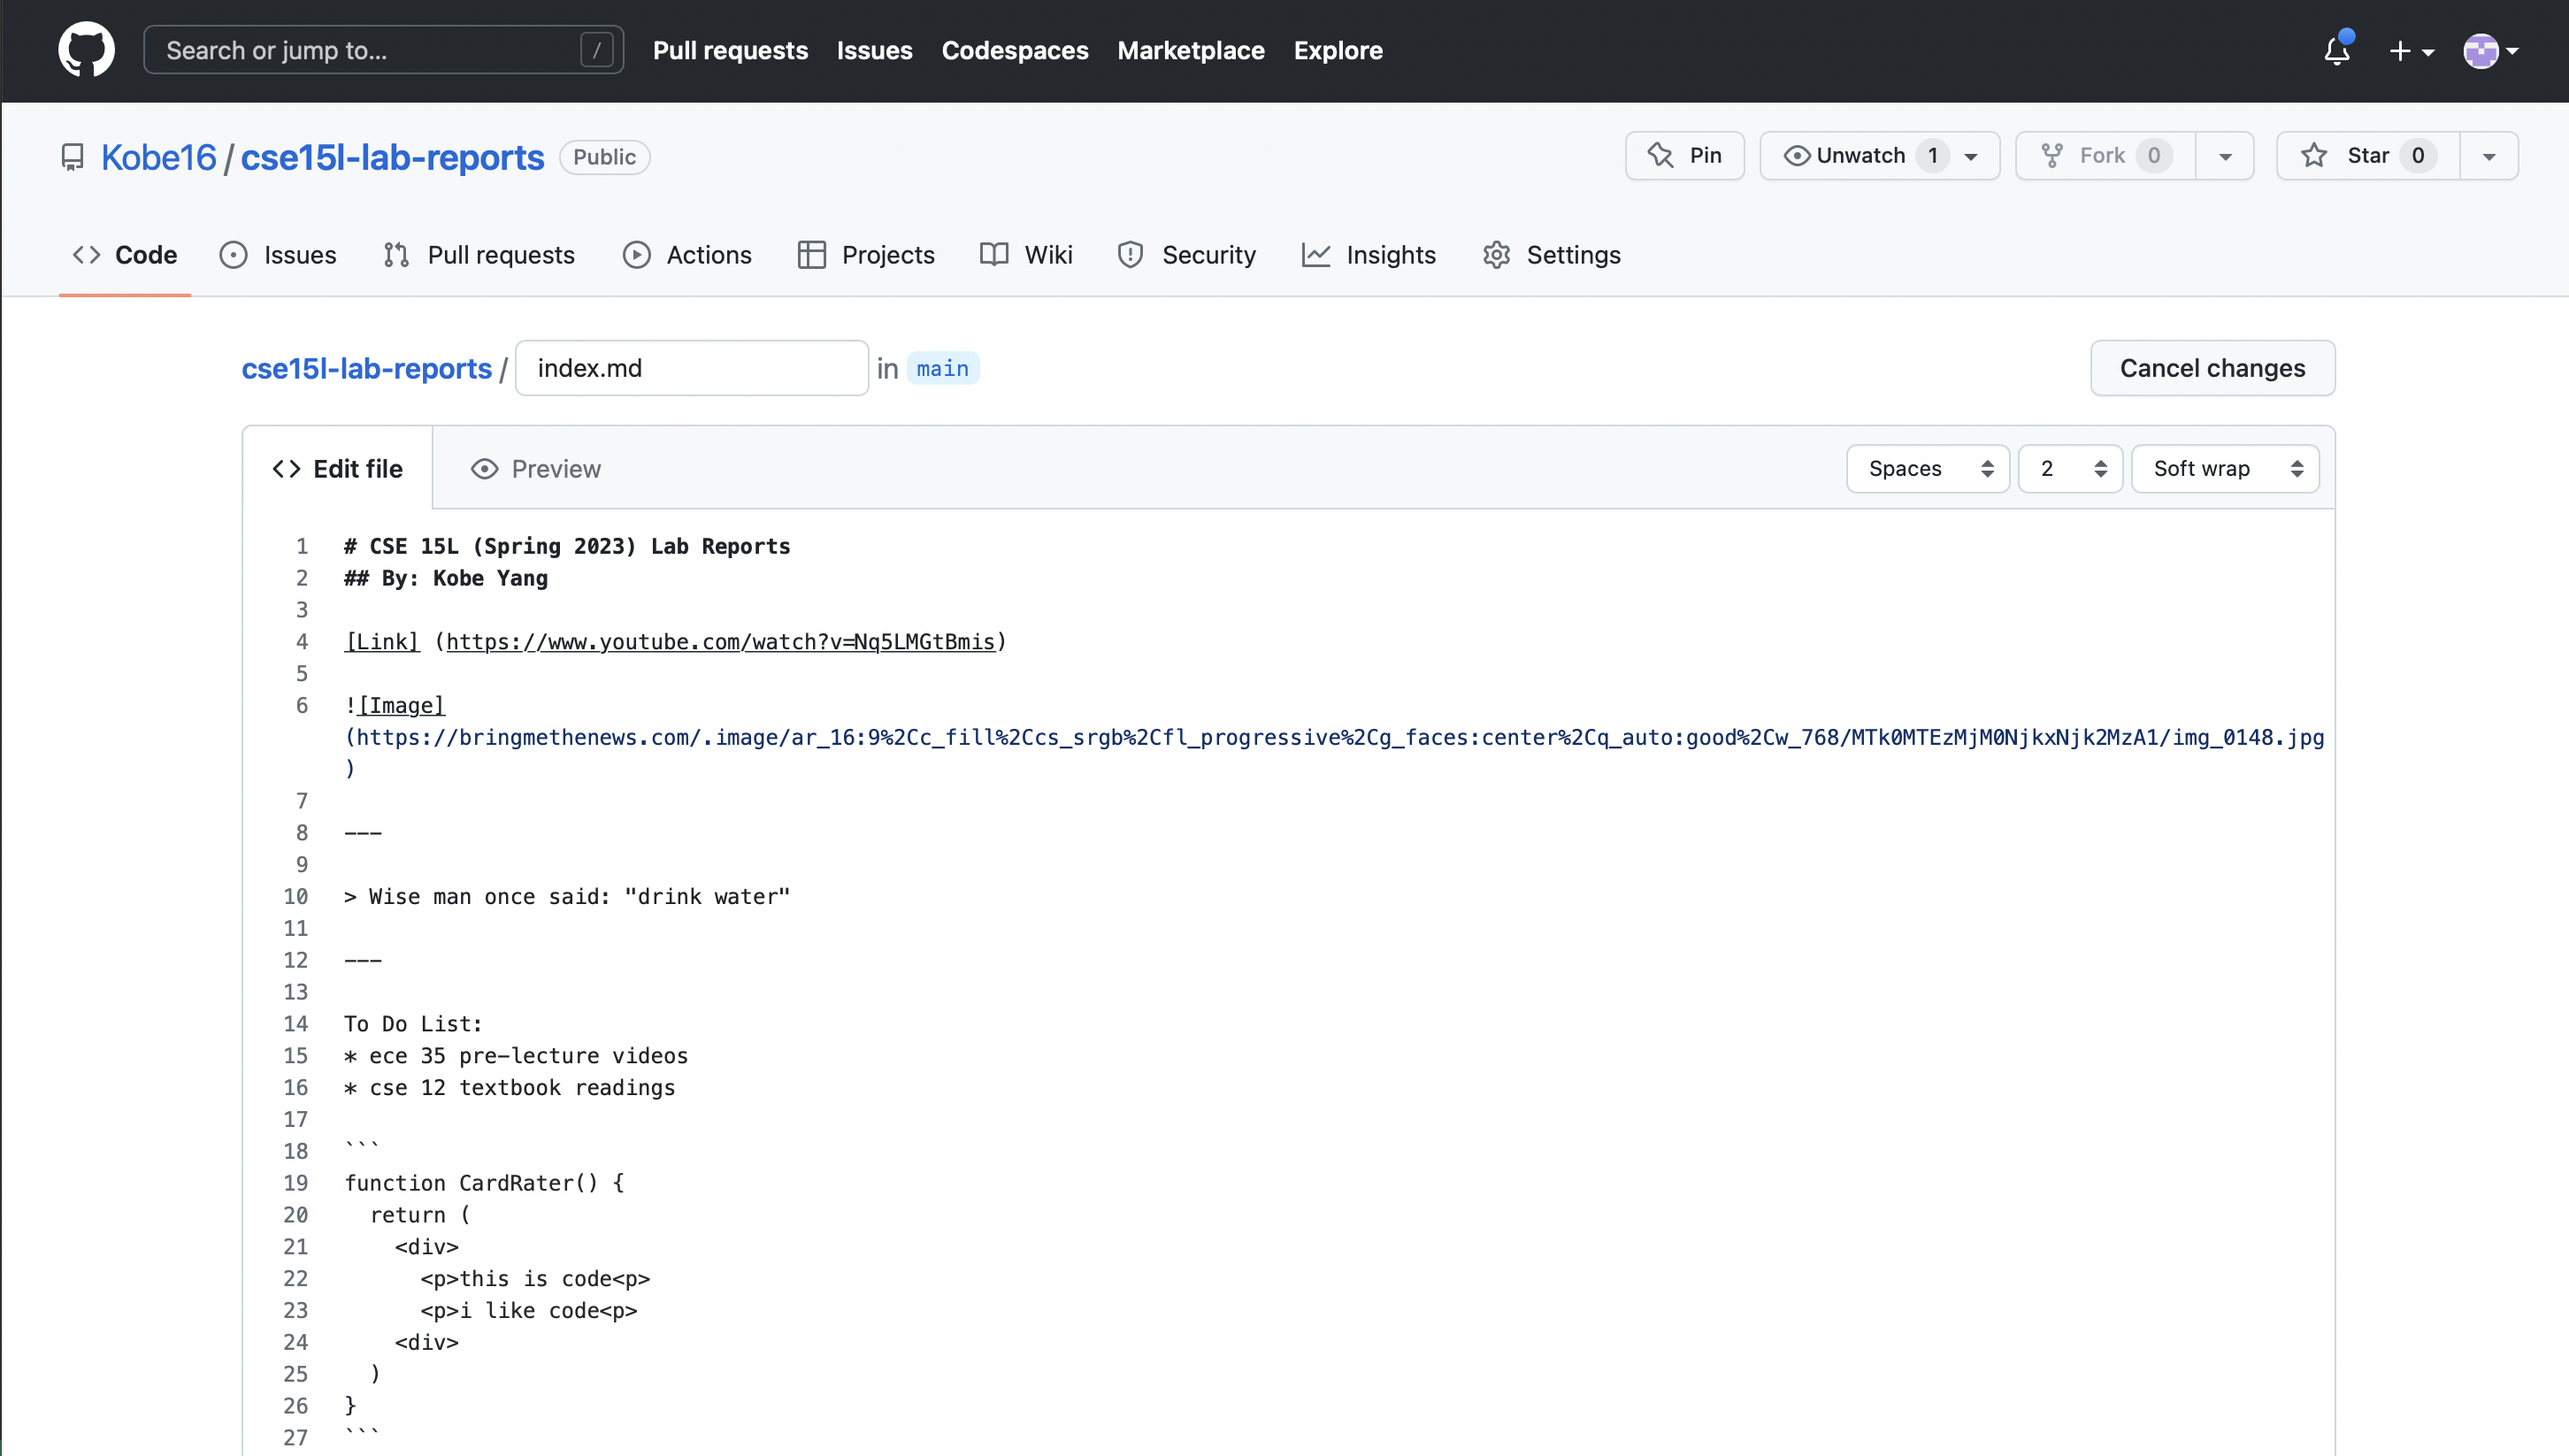 Search or jump to... / Pull requests Issues Codespaces Marketplace Explore
Kobe16 / cse15l-lab-reports Public Pin Unwatch 1 Fork 0 Star 0
Code Issues Pull requests Actions Projects Wiki Security Insights Settings
cse15l-lab-reports / index.md in main Cancel changes
Edit file Preview Spaces 2 Soft wrap
1 # CSE 15L (Spring 2023) Lab Reports
2 ## By: Kobe Yang
3
4 [Link] (https://www.youtube.com/watch?v=Nq5LMGtBmis)
5
6 ![Image]
(https://bringmethenews.com/.image/ar_16:9%2Cc_fill%2Ccs_srgb%2Cfl_progressive%2Cg_faces:center%2Cq_auto:good%2Cw_768/MTk0MTEzMjM0NjkxNjk2MzA1/img_0148.jpg
)
7
8 ---
9
10 > Wise man once said: "drink water"
11
12 ---
13
14 To Do List:
15 * ece 35 pre-lecture videos
16 * cse 12 textbook readings
17
18 ```
19 function CardRater() {
20   return (
21     <div>
22       <p>this is code<p>
23       <p>i like code<p>
24     <div>
25   )
26 }
27 ```